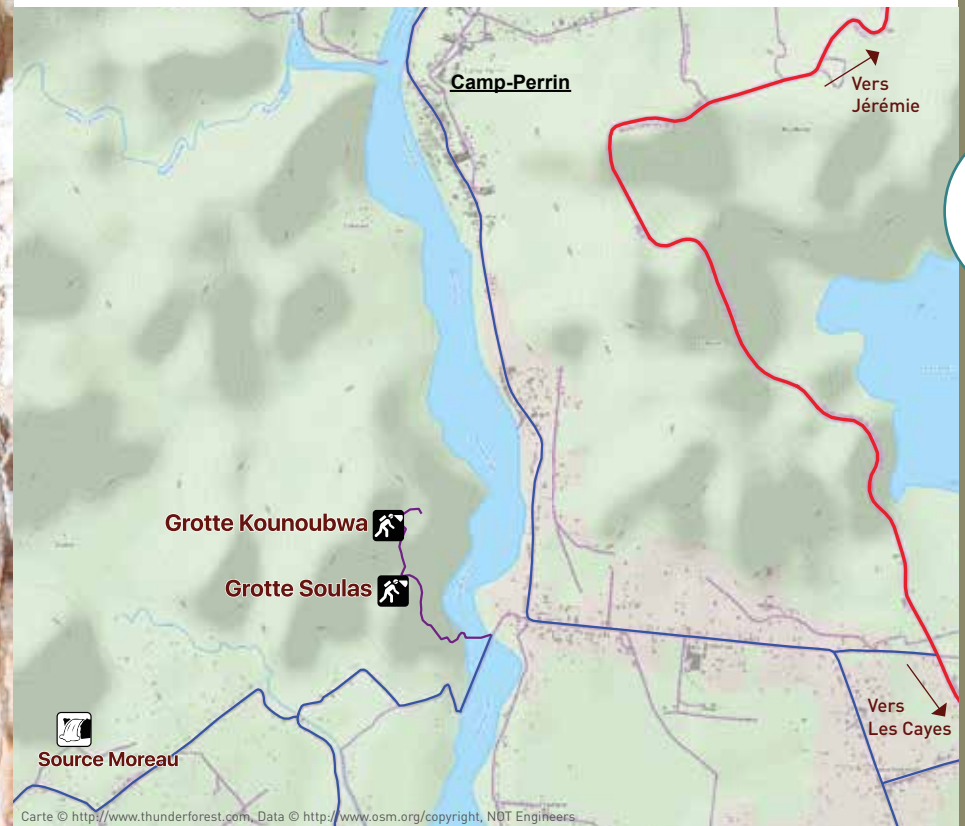 Camp-Perrin
Vers
Jérémie
Grotte Kounoubwa
Grotte Soulas
Vers
Les Cayes
Source Moreau
Carte © http://www.thunderforest.com, Data © http://www.osm.org/copyright, NOT Engineers